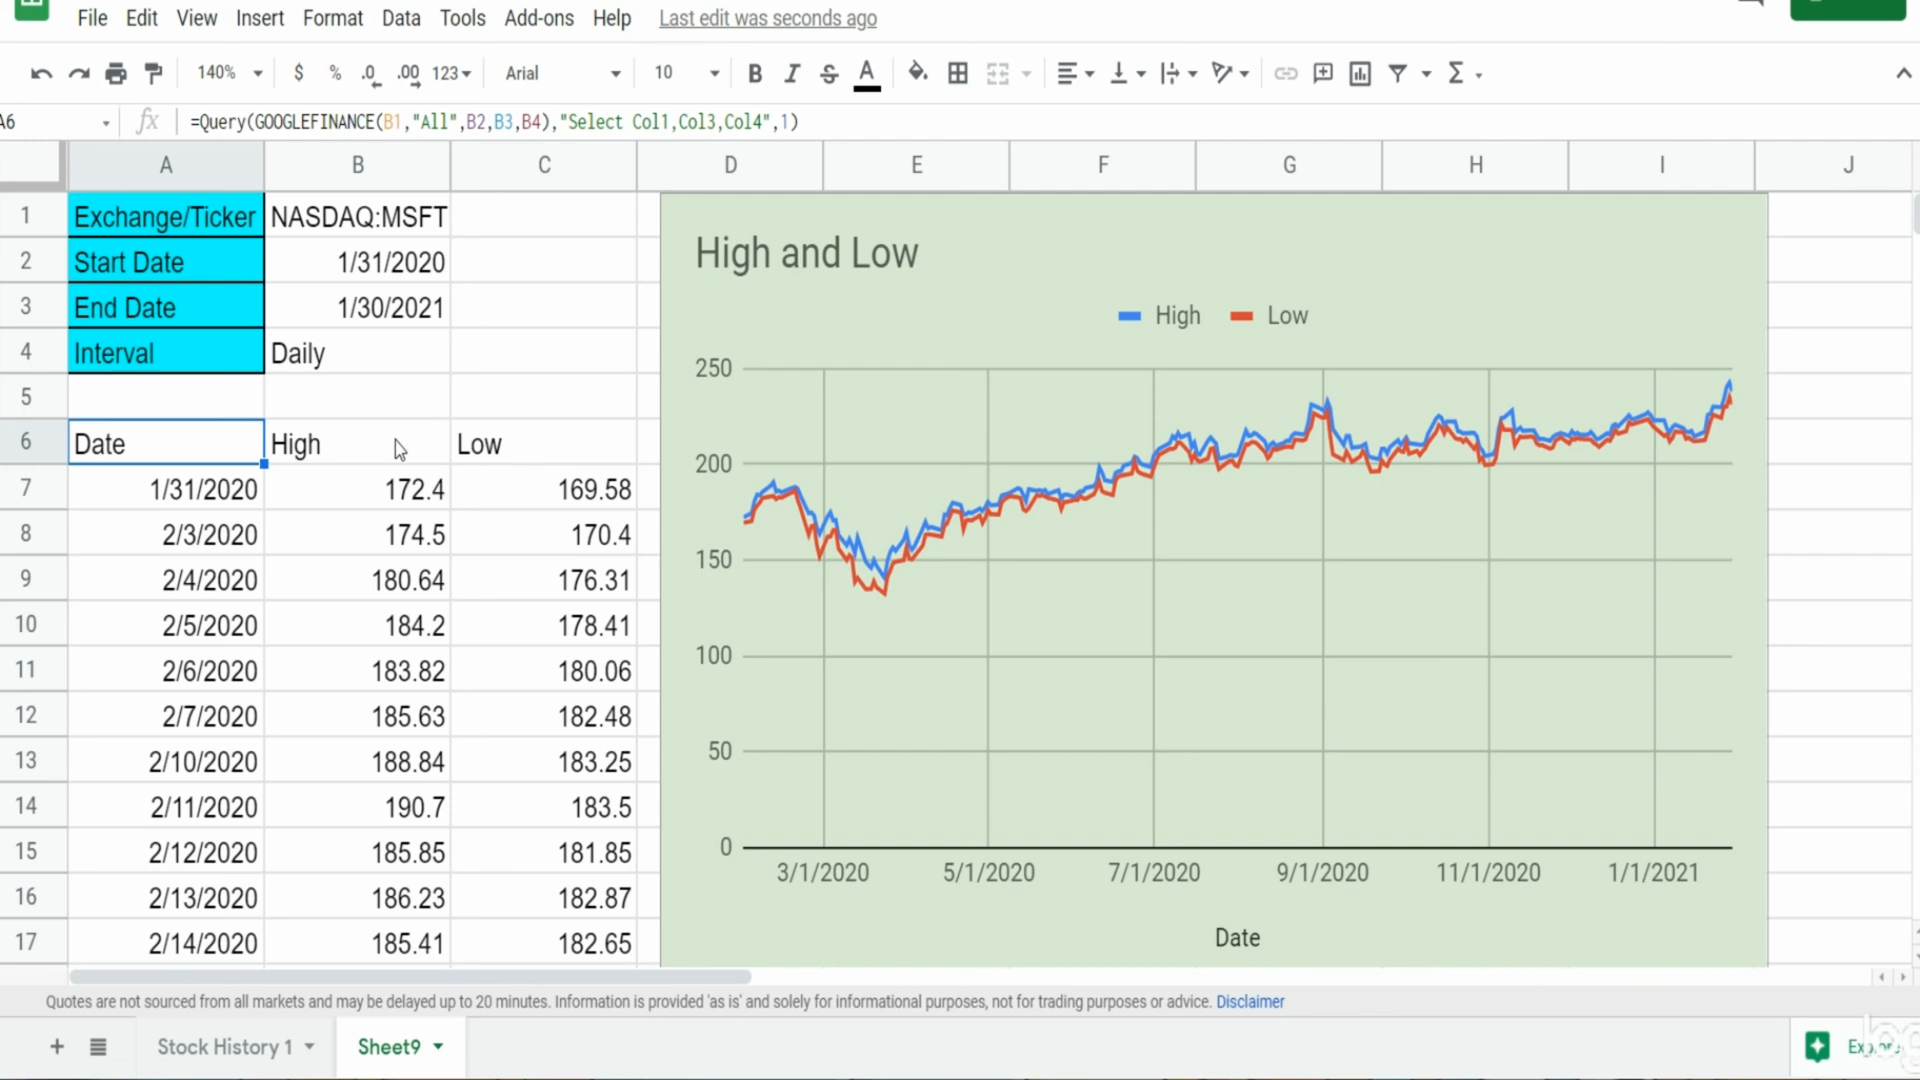 File Edit View Insert Format Data Tools Add-ons Help Last edit was seconds ago
140% $ % .0 .00 123 Arial 10 B I S A Σ
A6 fx =Query(GOOGLEFINANCE(B1,"All",B2,B3,B4),"Select Col1,Col3,Col4",1)
A B C D E F G H I J
1 Exchange/Ticker NASDAQ:MSFT
2 Start Date 1/31/2020
3 End Date 1/30/2021
4 Interval Daily
5
6 Date High Low
7 1/31/2020 172.4 169.58
8 2/3/2020 174.5 170.4
9 2/4/2020 180.64 176.31
10 2/5/2020 184.2 178.41
11 2/6/2020 183.82 180.06
12 2/7/2020 185.63 182.48
13 2/10/2020 188.84 183.25
14 2/11/2020 190.7 183.5
15 2/12/2020 185.85 181.85
16 2/13/2020 186.23 182.87
17 2/14/2020 185.41 182.65
High and Low
High Low
250
200
150
100
50
0
3/1/2020 5/1/2020 7/1/2020 9/1/2020 11/1/2020 1/1/2021
Date
Quotes are not sourced from all markets and may be delayed up to 20 minutes. Information is provided 'as is' and solely for informational purposes, not for trading purposes or advice. Disclaimer
+ Stock History 1 Sheet9 Explore